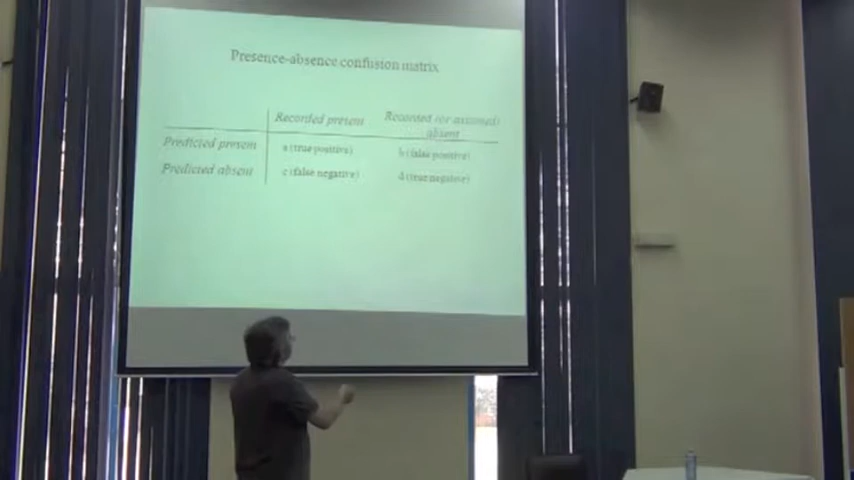 Presence-absence confusion matrix
Recorded present Recorded (or assumed) absent
Predicted present a (true positive) b (false positive)
Predicted absent c (false negative) d (true negative)